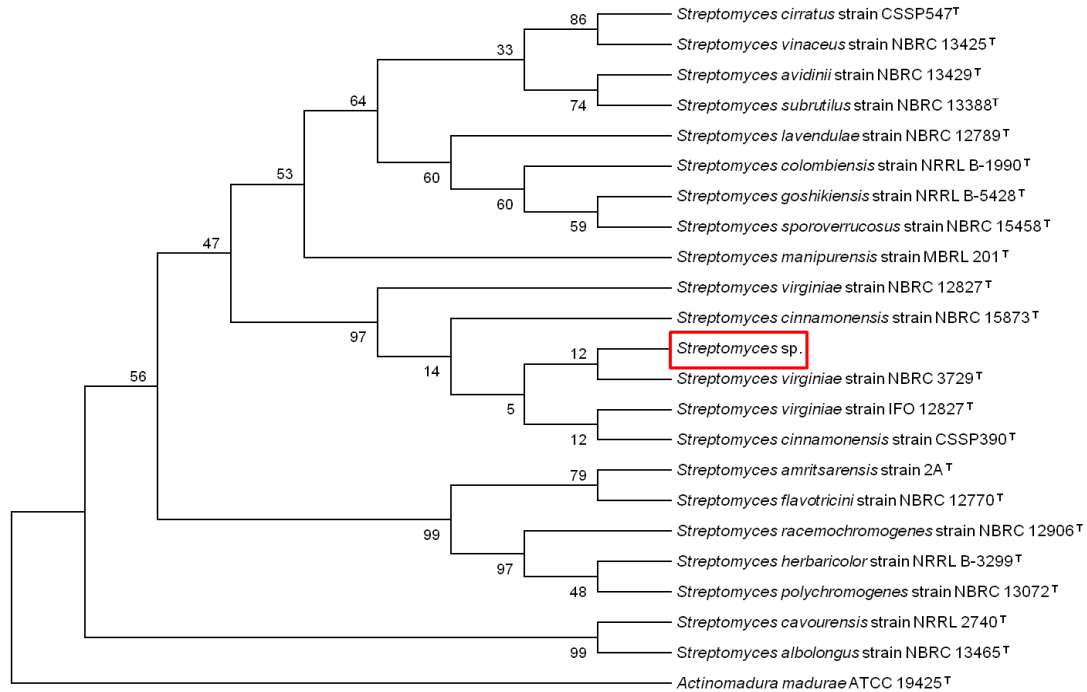 Streptomyces cirratus strain CSSP547T
86
Streptomyces vinaceus strain NBRC 13425T
33
Streptomyces avidinii strain NBRC 13429T
74
Streptomyces subrutilus strain NBRC 13388T
64
Streptomyces lavendulae strain NBRC 12789T
60
Streptomyces colombiensis strain NRRL B-1990T
53
Streptomyces goshikiensis strain NRRL B-5428T
60
59
Streptomyces sporoverrucosus strain NBRC 15458T
47
Streptomyces manipurensis strain MBRL 201T
Streptomyces virginiae strain NBRC 12827T
97
Streptomyces cinnamonensis strain NBRC 15873T
12
Streptomyces sp.
14
Streptomyces virginiae strain NBRC 3729T
56
5
Streptomyces virginiae strain IFO 12827T
12
Streptomyces cinnamonensis strain CSSP390T
79
Streptomyces amritsarensis strain 2AT
Streptomyces flavotricini strain NBRC 12770T
99
Streptomyces racemochromogenes strain NBRC 12906T
97
Streptomyces herbaricolor strain NRRL B-3299T
48
Streptomyces polychromogenes strain NBRC 13072T
Streptomyces cavourensis strain NRRL 2740T
99
Streptomyces albolongus strain NBRC 13465T
Actinomadura madurae ATCC 19425T